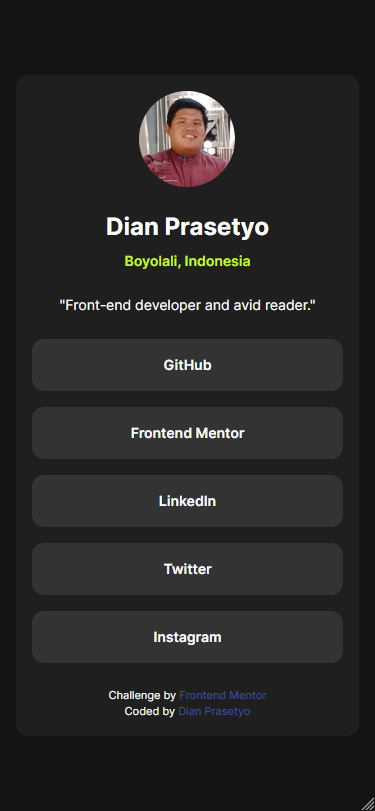 Dian Prasetyo
Boyolali, Indonesia
"Front-end developer and avid reader."
GitHub
Frontend Mentor
LinkedIn
Twitter
Instagram
Challenge by Frontend Mentor
Coded by Dian Prasetyo